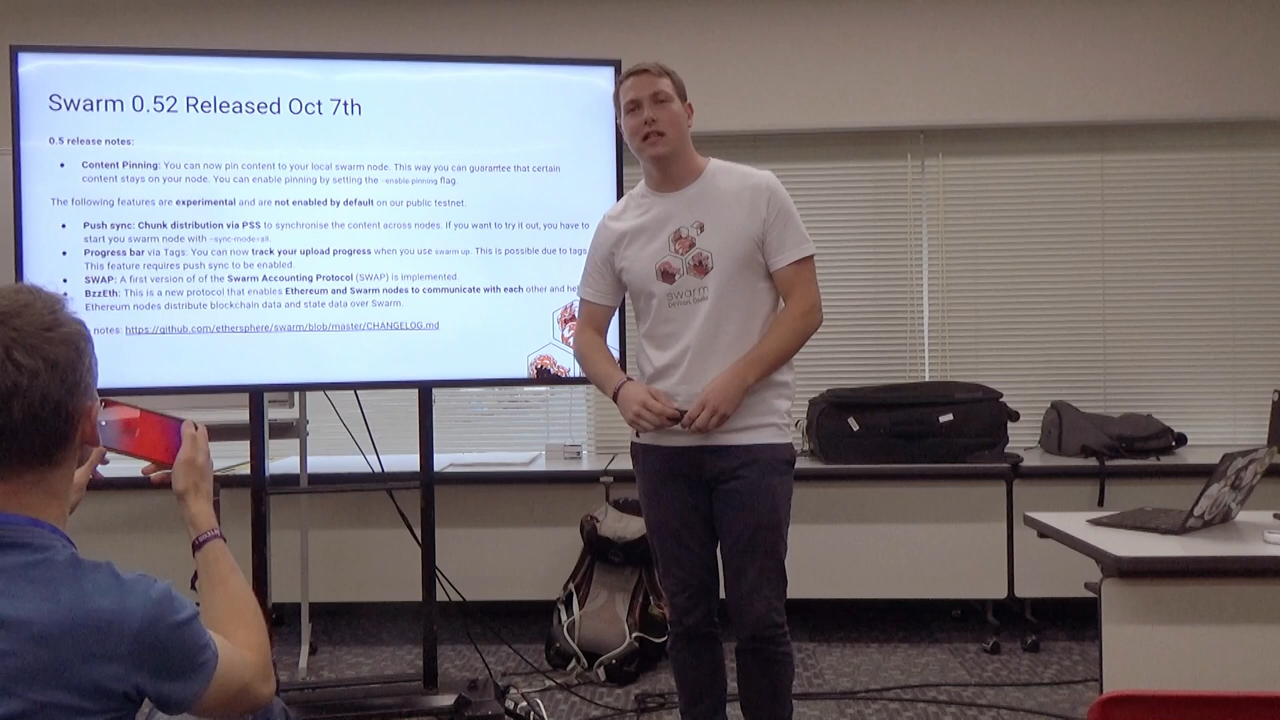 Swarm 0.52 Released Oct 7th
0.5 release notes:
Content Pinning: You can now pin content to your local swarm node. This way you can guarantee that certain
content stays on your node. You can enable pinning by setting the --enable-pinning flag.
The following features are experimental and are not enabled by default on our public testnet.
Push sync: Chunk distribution via PSS to synchronise the content across nodes. If you want to try it out, you have to
start you swarm node with --sync-mode=all.
Progress bar via Tags: You can now track your upload progress when you use swarm up. This is possible due to tags
This feature requires push sync to be enabled.
SWAP: A first version of of the Swarm Accounting Protocol (SWAP) is implemented.
BzzEth: This is a new protocol that enables Ethereum and Swarm nodes to communicate with each other and
Ethereum nodes distribute blockchain data and state data over Swarm.
notes: https://github.com/ethersphere/swarm/blob/master/CHANGELOG.md
swarm
DevCon, Osaka